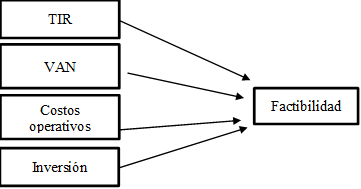 TIR
VAN
Costos
operativos
Inversión
Factibilidad